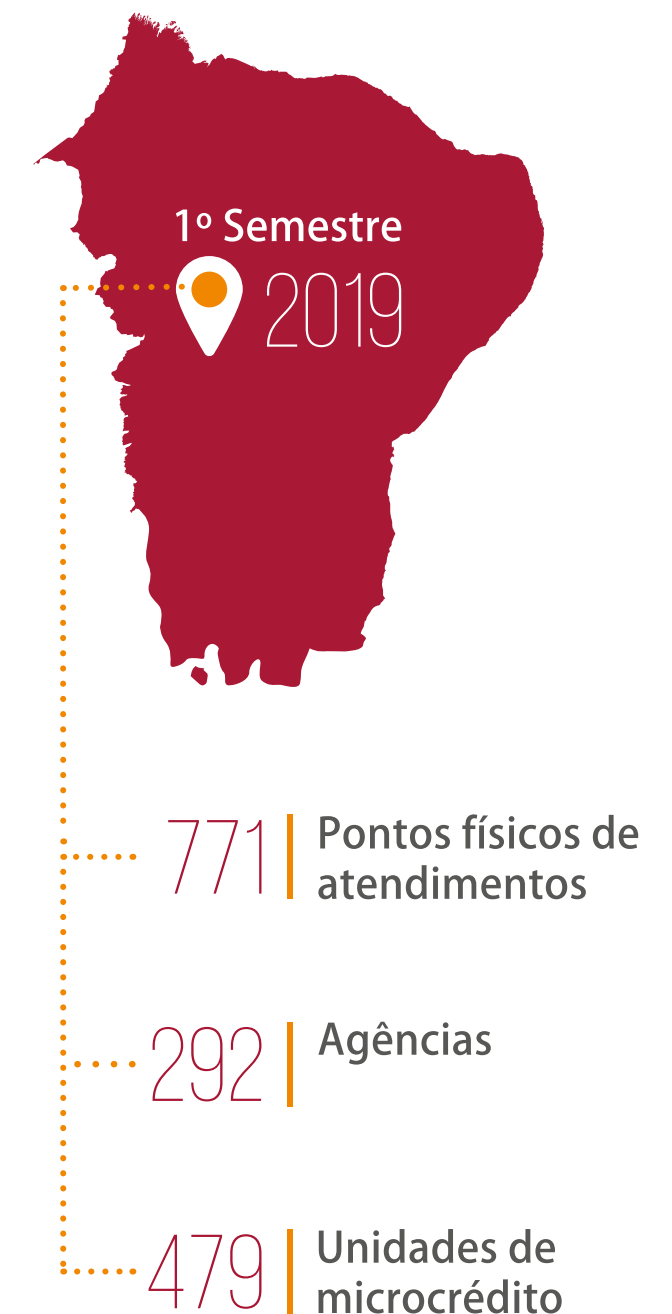 1º Semestre
2019
771
Pontos físicos de
atendimentos
292
Agências
479
Unidades de
microcrédito